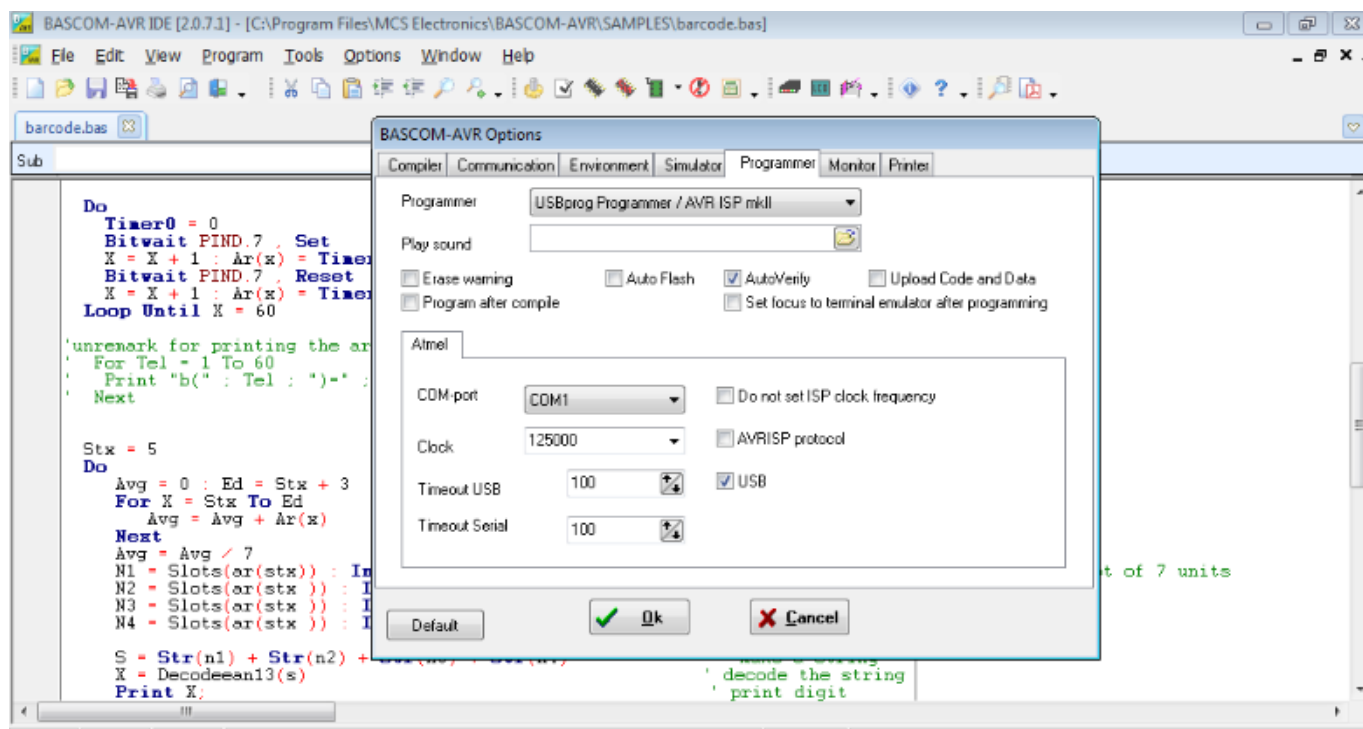 BASCOM-AVR IDE [2.0.7.1] - [C:\Program Files\MCS Electronics\BASCOM-AVR\SAMPLES\barcode.bas]
File Edit View Program Tools Options Window Help
barcode.bas
Sub
BASCOM-AVR Options
Compiler Communication Environment Simulator Programmer Monitor Printer
Programmer USBprog Programmer / AVR ISP mkII
Play sound
Erase warning Auto Flash AutoVerify Upload Code and Data
Program after compile Set focus to terminal emulator after programming
Atmel
COM-port COM1 Do not set ISP clock frequency
Clock 125000 AVRISP protocol
Timeout USB 100 USB
Timeout Serial 100
Default Ok Cancel
Do
Timer0 = 0
Bitwait PIND.7 , Set
X = X + 1 : Ar(x) = Timer
Bitwait PIND.7 , Reset
X = X + 1 : Ar(x) = Timer
Loop Until X = 60
'unremark for printing the ar
' For Tel = 1 To 60
' Print "b(" ; Tel ; ")=" ;
' Next
Stx = 5
Do
Avg = 0 : Ed = Stx + 3
For X = Stx To Ed
Avg = Avg + Ar(x)
Next
Avg = Avg / 7
N1 = Slots(ar(stx)) : In t of 7 units
N2 = Slots(ar(stx )) : I
N3 = Slots(ar(stx )) : I
N4 = Slots(ar(stx )) : I
S = Str(n1) + Str(n2) +
X = Decodeean13(s) ' decode the string
Print X; ' print digit